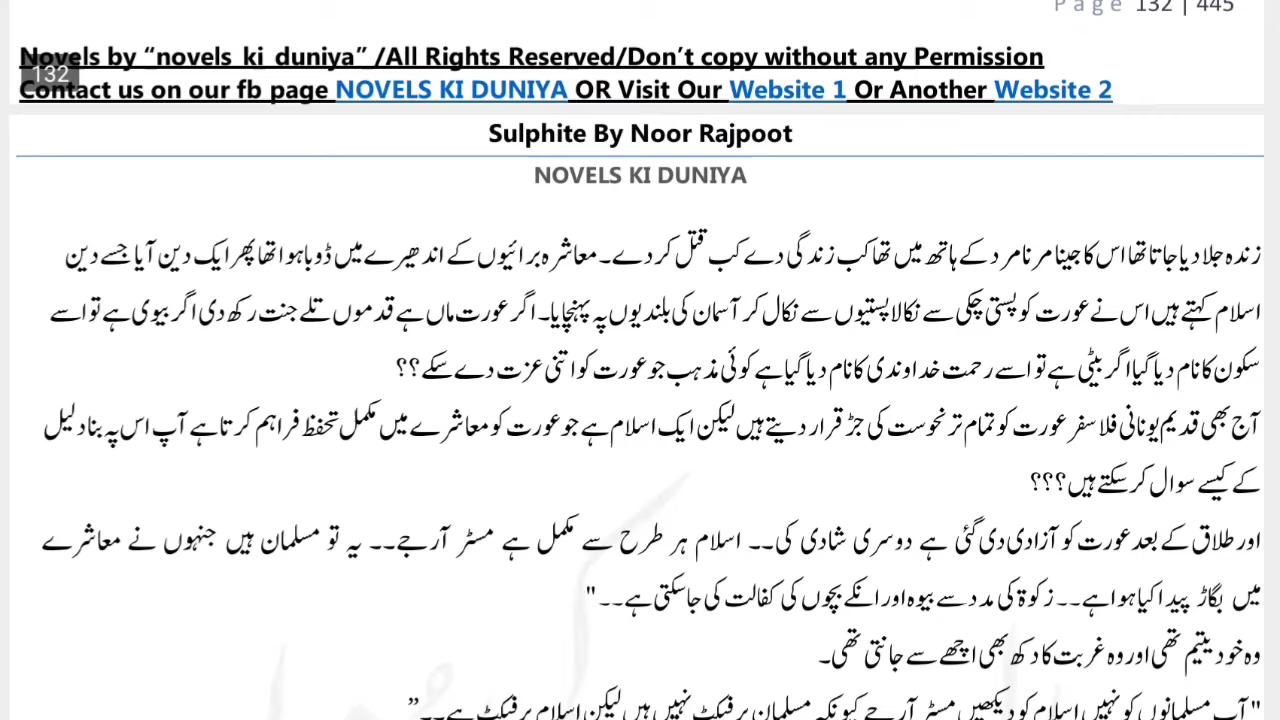 Page 132 | 445
Novels by “novels ki duniya” /All Rights Reserved/Don’t copy without any Permission
132
Contact us on our fb page NOVELS KI DUNIYA OR Visit Our Website 1 Or Another Website 2
Sulphite By Noor Rajpoot
NOVELS KI DUNIYA
زندہ جلا دیا جاتا تھا اس کا جینا مرنا مرد کے ہاتھ میں تھا کب زندگی دے کب قتل کر دے۔ معاشرہ برائیوں کے اندھیرے میں ڈوبا ہوا تھا پھر ایک دین آیا جسے دین
اسلام کہتے ہیں اس نے عورت کو پستی چکی سے نکالا پستیوں سے نکال کر آسمان کی بلندیوں پہ پہنچایا۔ اگر عورت ماں ہے قدموں تلے جنت رکھ دی اگر بیوی ہے تو اسے
سکون کا نام دیا گیا اگر بیٹی ہے تو اسے رحمت خداوندی کا نام دیا گیا ہے کوئی مذہب جو عورت کو اتنی عزت دے سکے؟؟
آج بھی قدیم یونانی فلاسفر عورت کو تمام تر نحوست کی جڑ قرار دیتے ہیں لیکن ایک اسلام ہے جو عورت کو معاشرے میں مکمل تحفظ فراہم کرتا ہے آپ اس پہ بنا دلیل
کے کیسے سوال کر سکتے ہیں؟؟؟
اور طلاق کے بعد عورت کو آزادی دی گئی ہے دوسری شادی کی۔۔ اسلام ہر طرح سے مکمل ہے مسٹر آر جے۔۔ یہ تو مسلمان ہیں جنہوں نے معاشرے
میں بگاڑ پیدا کیا ہوا ہے۔۔ زکوۃ کی مدد سے بیوہ اور انکے بچوں کی کفالت کی جا سکتی ہے۔۔"
وہ خود یتیم تھی اور وہ غربت کا دکھ بھی اچھے سے جانتی تھی۔
"آپ مسلمانوں کو نہیں اسلام کو دیکھیں مسٹر آر جے کیونکہ مسلمان پرفیکٹ نہیں ہیں لیکن اسلام پرفیکٹ ہے۔۔”